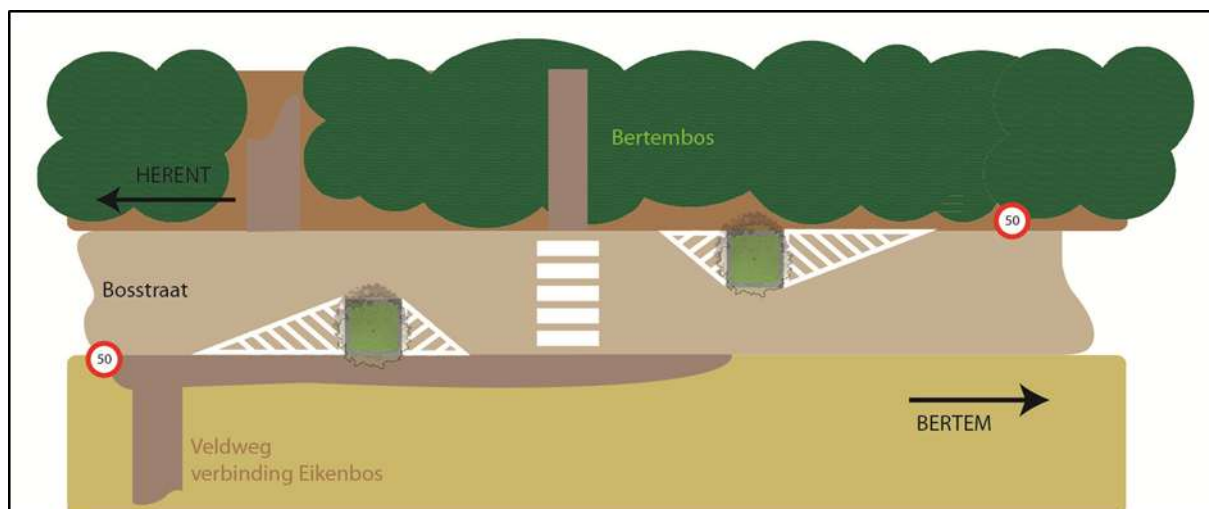 Bertembos
HERENT
50
Bosstraat
50
BERTEM
Veldweg
verbinding Eikenbos